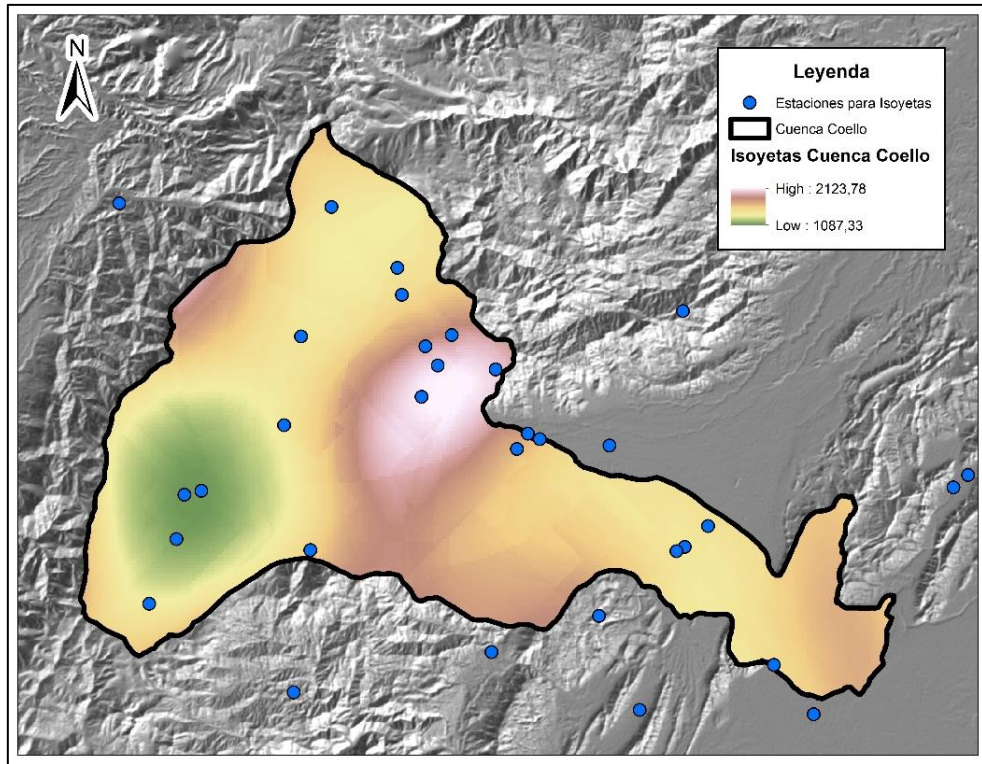 N
Leyenda
Estaciones para Isoyetas
Cuenca Coello
Isoyetas Cuenca Coello
High : 2123,78
Low : 1087,33